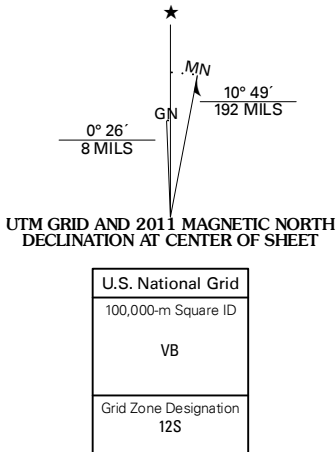 MN
GN
10° 49´
192 MILS
0° 26´
8 MILS
UTM GRID AND 2011 MAGNETIC NORTH
DECLINATION AT CENTER OF SHEET
U.S. National Grid
100,000-m Square ID
VB
Grid Zone Designation
12S